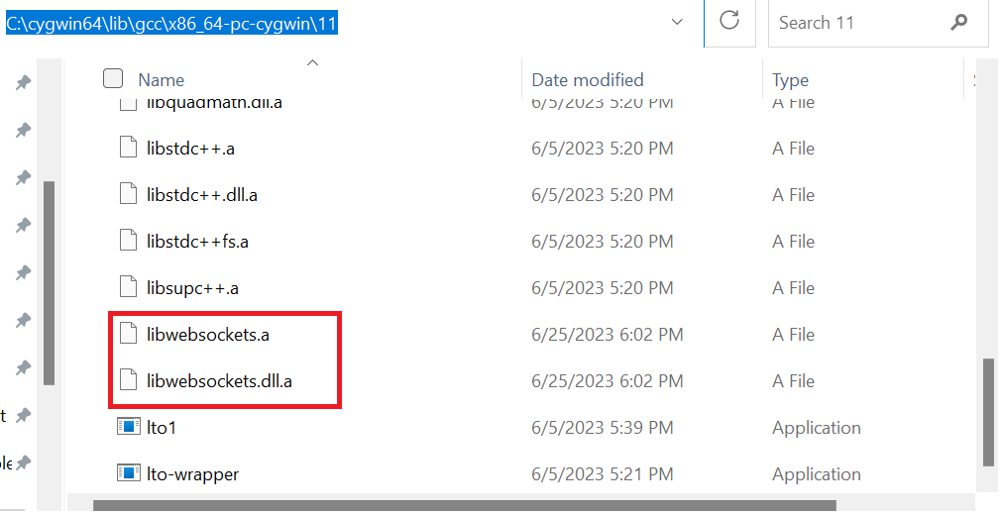 C:\cygwin64\lib\gcc\x86_64-pc-cygwin\11
Search 11
Name Date modified Type
libquadmath.dll.a 6/5/2023 5:20 PM A File
libstdc++.a 6/5/2023 5:20 PM A File
libstdc++.dll.a 6/5/2023 5:20 PM A File
libstdc++fs.a 6/5/2023 5:20 PM A File
libsupc++.a 6/5/2023 5:20 PM A File
libwebsockets.a 6/25/2023 6:02 PM A File
libwebsockets.dll.a 6/25/2023 6:02 PM A File
lto1 6/5/2023 5:39 PM Application
lto-wrapper 6/5/2023 5:21 PM Application